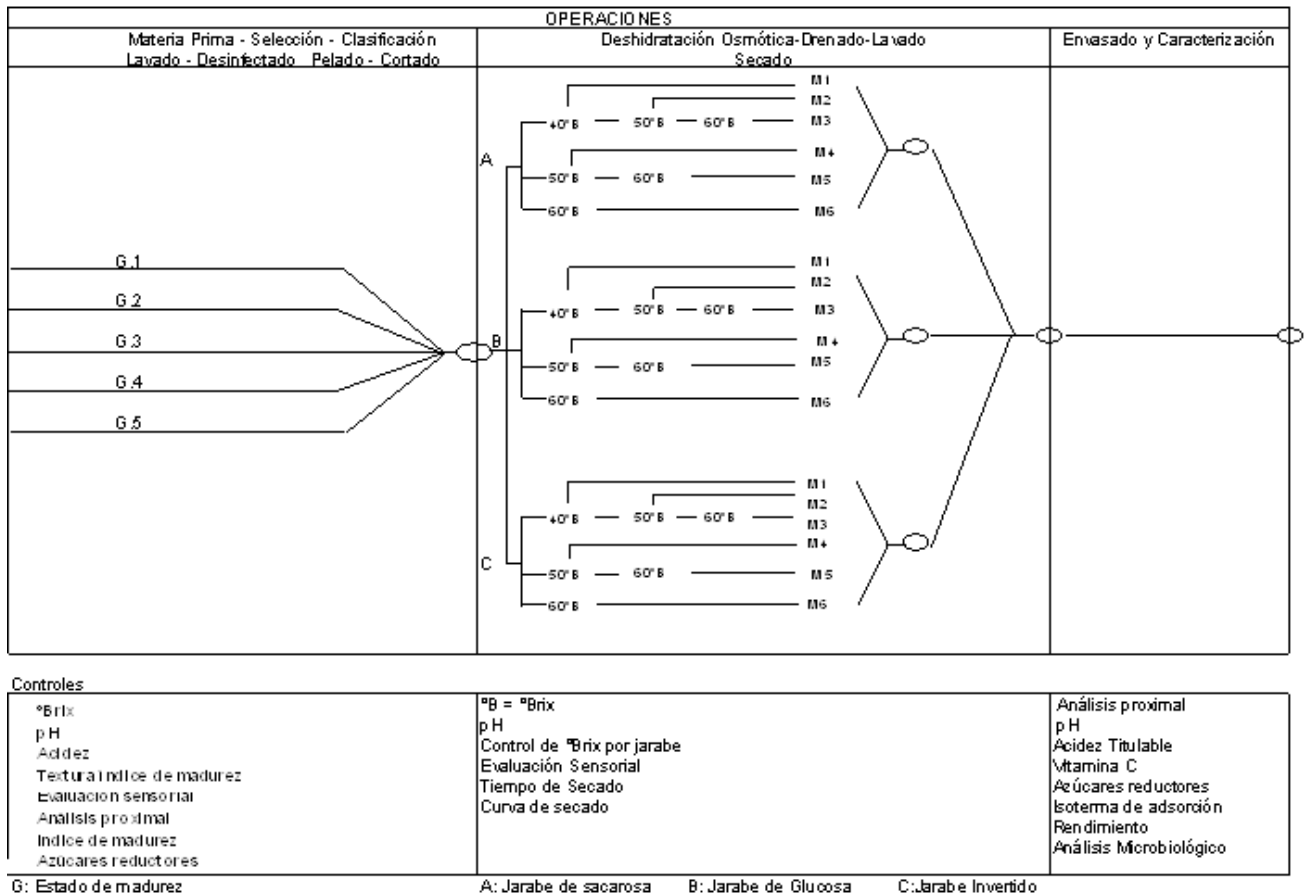 OPERACIONES
Materia Prima - Selección - Clasificación
Lavado - Desinfectado Pelado - Cortado
Deshidratación Osmótica-Drenado-Lavado
Secado
Envasado y Caracterización
G.1
G.2
G.3
G.4
G.5
A
40°B 50°B 60°B
50°B 60°B
60°B
M1
M2
M3
M4
M5
M6
B
40°B 50°B 60°B
50°B 60°B
60°B
M1
M2
M3
M4
M5
M6
C
40°B 50°B 60°B
50°B 60°B
60°B
M1
M2
M3
M4
M5
M6
Controles
°Brix
pH
Acidez
Textura indice de madurez
Evaluación sensorial
Análisis proximal
Indice de madurez
Azúcares reductores
°B = °Brix
pH
Control de °Brix por jarabe
Evaluación Sensorial
Tiempo de Secado
Curva de secado
Análisis proximal
pH
Acidez Titulable
Vitamina C
Azúcares reductores
Isoterma de adsorción
Rendimiento
Análisis Microbiológico
G: Estado de madurez
A: Jarabe de sacarosa B: Jarabe de Glucosa C:Jarabe Invertido